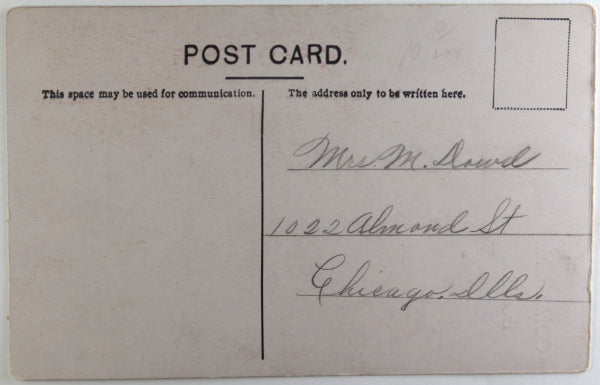 POST CARD.
This space may be used for communication.
The address only to be written here.
Mrs. M. Dowd
1022 Almond St
Chicago, Ills.